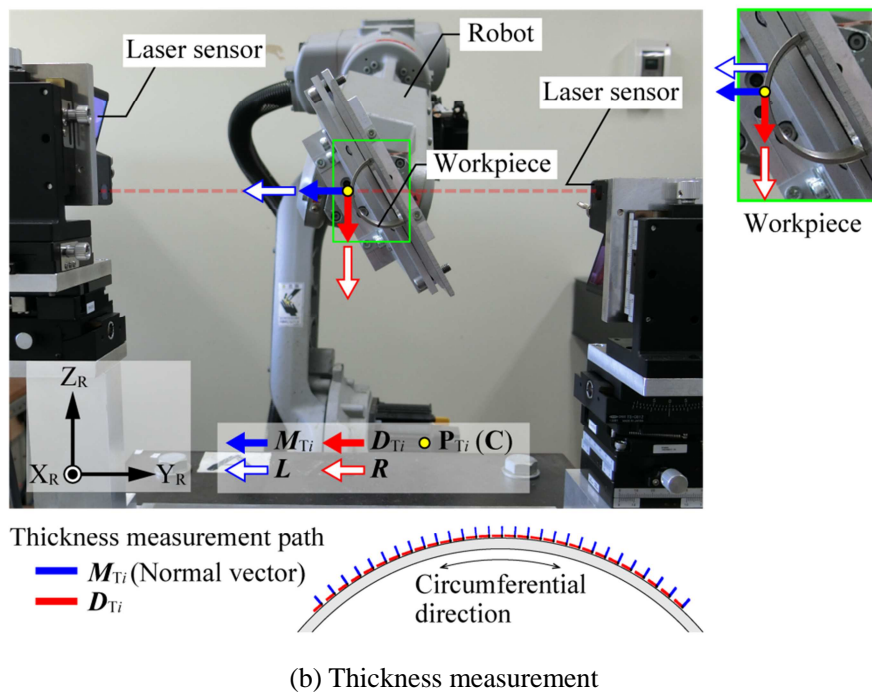 Laser sensor
Robot
Laser sensor
Workpiece
Workpiece
Z_R
X_R
Y_R
M_Ti D_Ti P_Ti (C)
L R
Thickness measurement path
M_Ti (Normal vector)
D_Ti
Circumferential
direction
(b) Thickness measurement